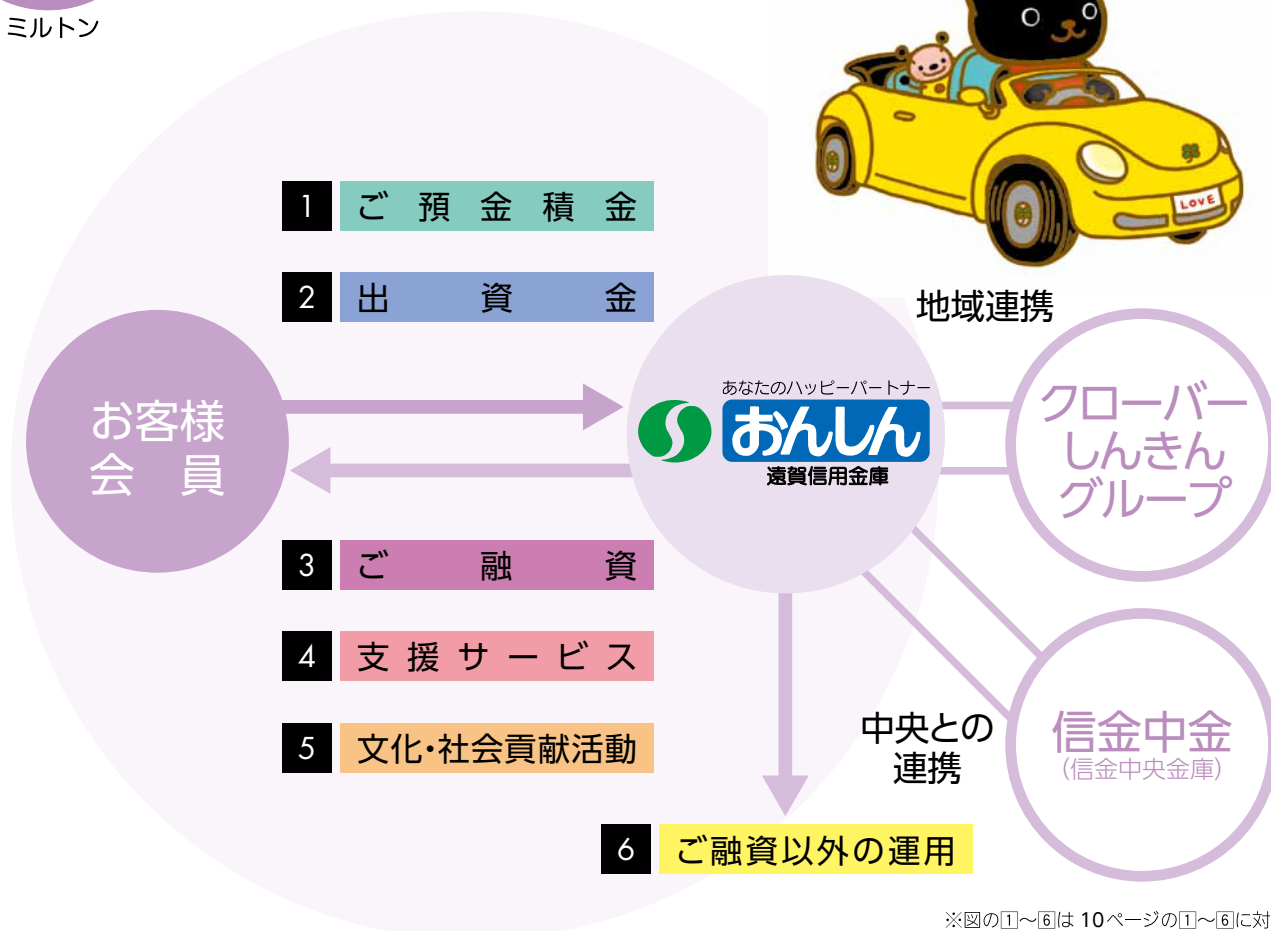 ミルトン
LOVE
1 ご預金積金
2 出資金
地域連携
お客様
会員
あなたのハッピーパートナー
おんしん
遠賀信用金庫
クローバー
しんきん
グループ
3 ご融資
4 支援サービス
5 文化・社会貢献活動
中央との
連携
信金中金
(信金中央金庫)
6 ご融資以外の運用
※図の1～6は10ページの1～6に対